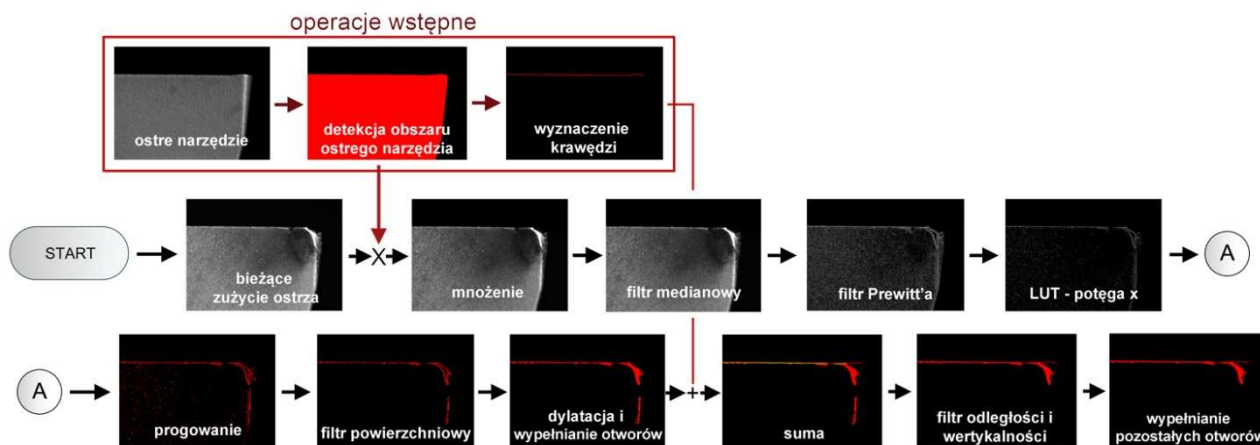 operacje wstępne
ostre narzędzie
detekcja obszaru
ostrego narzędzia
wyznaczenie
krawędzi
START
bieżące
zużycie ostrza
X
mnożenie
filtr medianowy
filtr Prewitt'a
LUT - potęga x
A
A
progowanie
filtr powierzchniowy
dylatacja i
wypełnianie otworów
+
suma
filtr odległości i
wertykalności
wypełnianie
pozostałych otworów